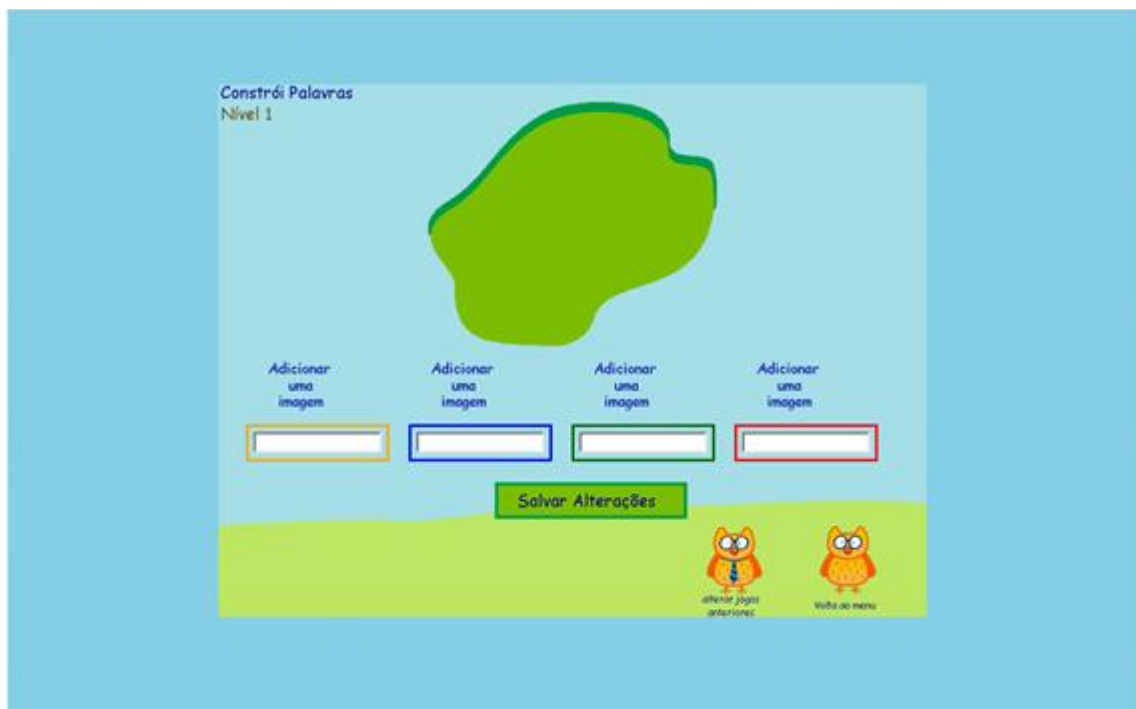 Constrói Palavras
Nível 1
Adicionar
uma
imagem
Adicionar
uma
imagem
Adicionar
uma
imagem
Adicionar
uma
imagem
Salvar Alterações
alterar jogos
anteriores
Volta ao menu